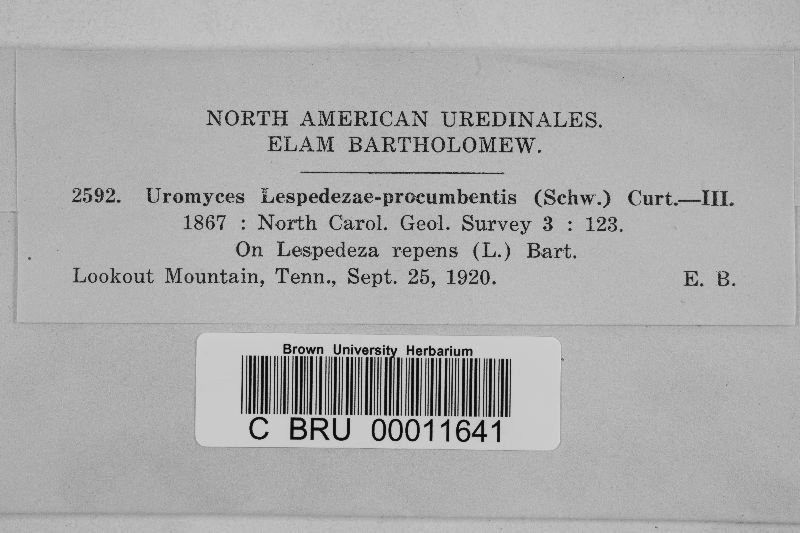 NORTH AMERICAN UREDINALES.
ELAM BARTHOLOMEW.
2592. Uromyces Lespedezae-procumbentis (Schw.) Curt.—III.
1867 : North Carol. Geol. Survey 3 : 123.
On Lespedeza repens (L.) Bart.
Lookout Mountain, Tenn., Sept. 25, 1920. E. B.
Brown University Herbarium
C BRU 00011641